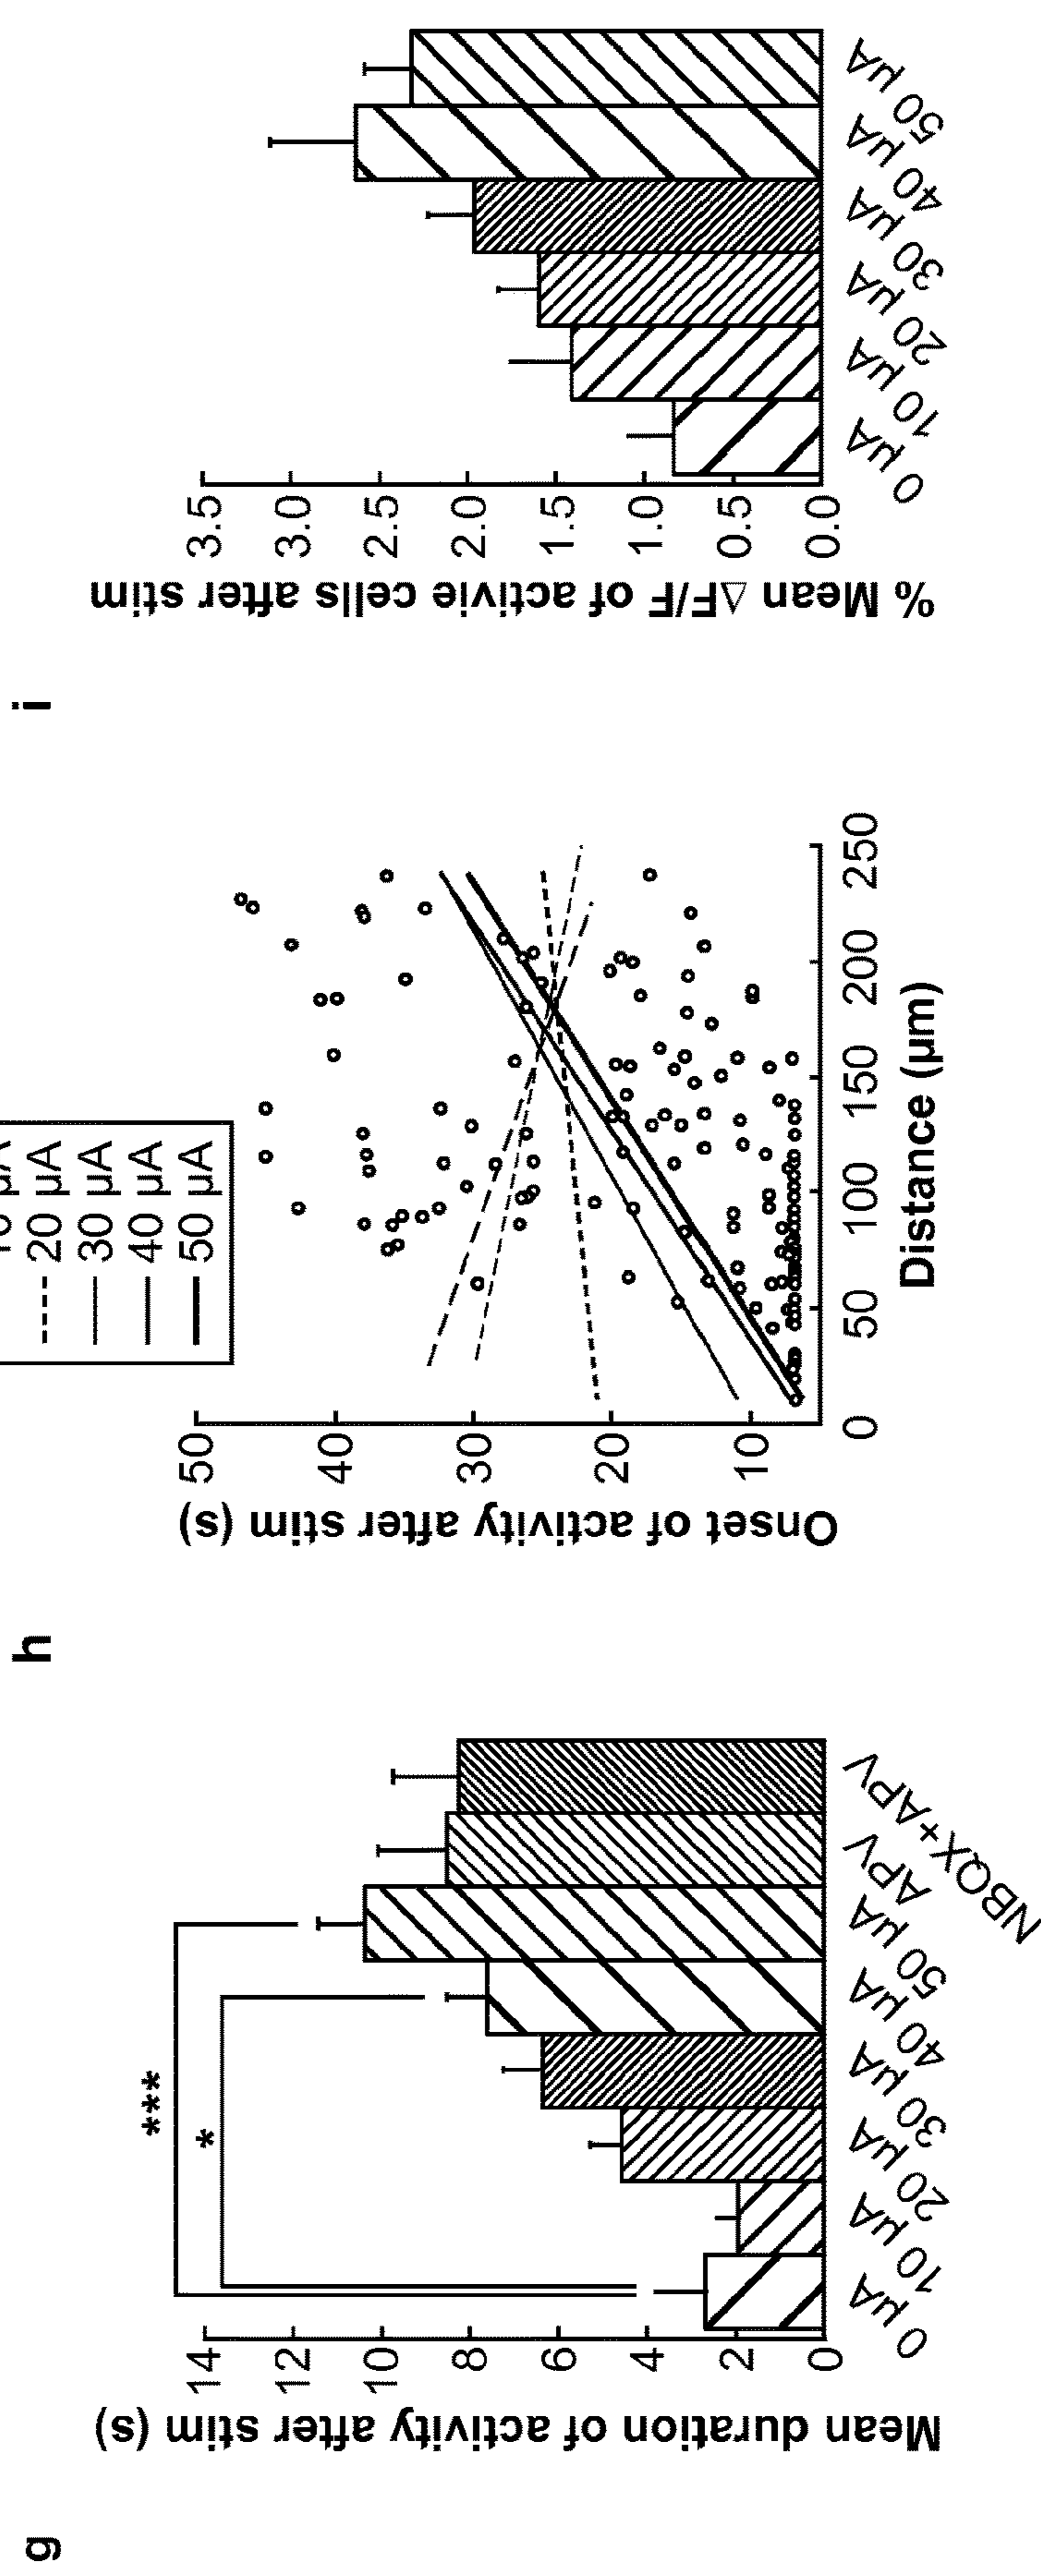 g
Mean duration of activity after stim (s)
14
12
10
8
6
4
2
0
***
*
0 µA
10 µA
20 µA
30 µA
40 µA
50 µA
APV
NBQX+APV
h
Onset of activity after stim (s)
50
40
30
20
10
20 µA
30 µA
40 µA
50 µA
0
50
100
150
200
250
Distance (µm)
i
% Mean △F/F of activie cells after stim
3.5
3.0
2.5
2.0
1.5
1.0
0.5
0.0
0 µA
10 µA
20 µA
30 µA
40 µA
50 µA